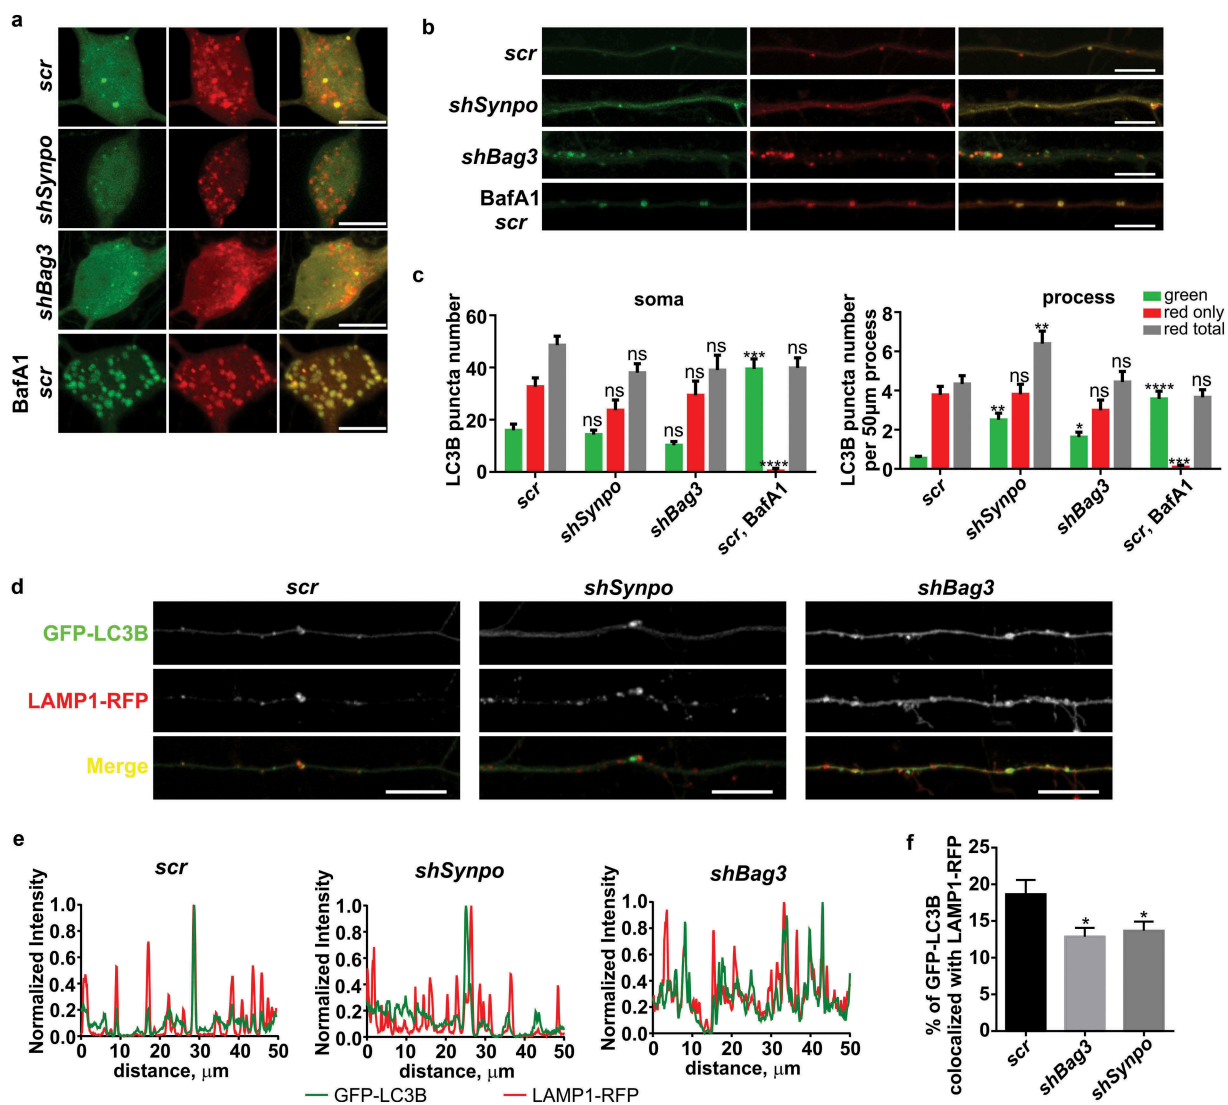 a
scr
shSynpo
shBag3
BafA1
scr
b
scr
shSynpo
shBag3
BafA1
scr
c
soma
LC3B puncta number
60
40
20
0
ns
ns
ns
ns
ns
ns
***
****
ns
scr
shSynpo
shBag3
scr, BafA1
process
LC3B puncta number
per 50μm process
8
6
4
2
0
**
ns
**
*
ns
ns
****
***
ns
scr
shSynpo
shBag3
scr, BafA1
green
red only
red total
d
scr
shSynpo
shBag3
GFP-LC3B
LAMP1-RFP
Merge
e
scr
Normalized Intensity
1.0
0.8
0.6
0.4
0.2
0.0
0 10 20 30 40 50
distance, μm
shSynpo
Normalized Intensity
1.0
0.8
0.6
0.4
0.2
0.0
0 10 20 30 40 50
distance, μm
shBag3
Normalized Intensity
1.0
0.8
0.6
0.4
0.2
0.0
0 10 20 30 40 50
distance, μm
GFP-LC3B
LAMP1-RFP
f
% of GFP-LC3B
colocalized with LAMP1-RFP
25
20
15
10
5
0
*
*
scr
shBag3
shSynpo